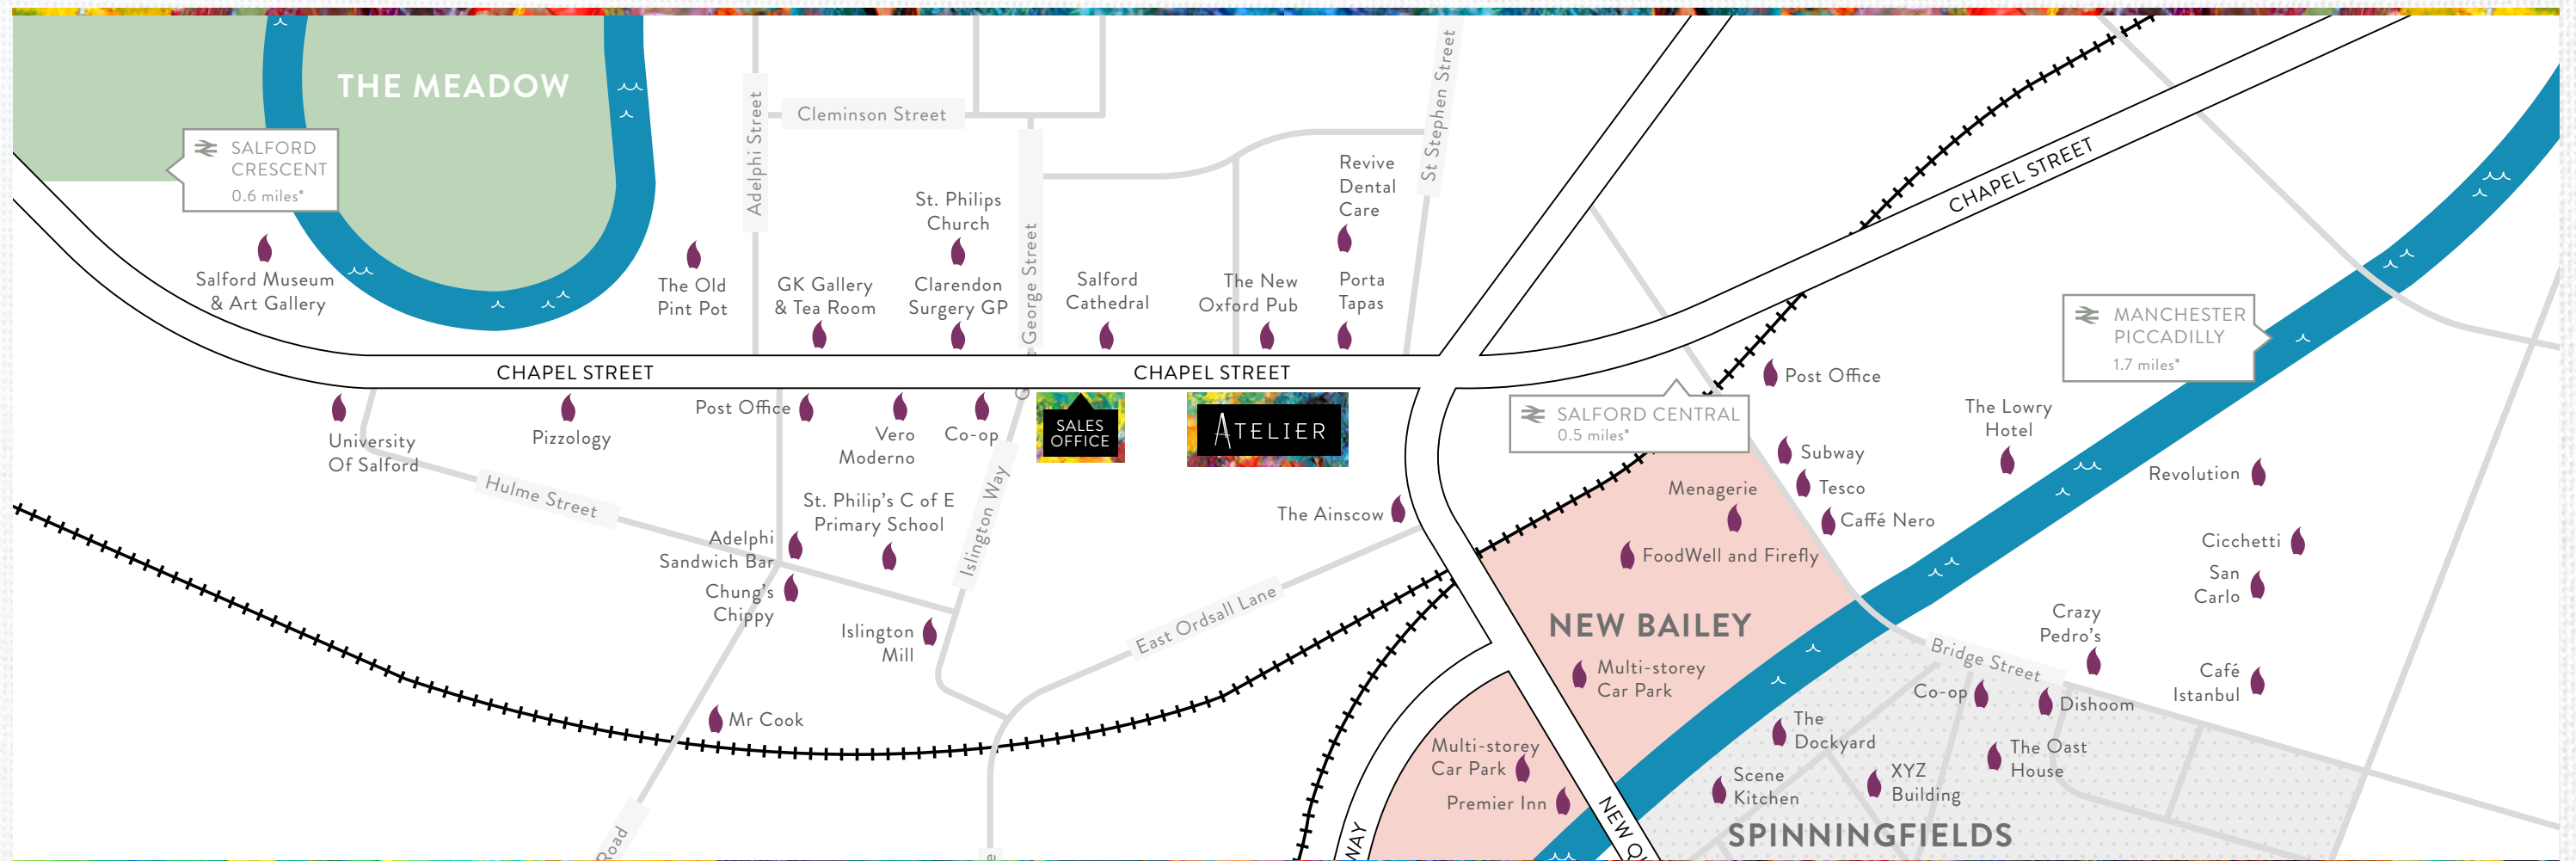 THE MEADOW
SALFORD
CRESCENT
0.6 miles*
Salford Museum
& Art Gallery
Adelphi Street
Cleminson Street
St Stephen Street
George Street
St. Philips
Church
Revive
Dental
Care
The Old
Pint Pot
GK Gallery
& Tea Room
Clarendon
Surgery GP
Salford
Cathedral
The New
Oxford Pub
Porta
Tapas
CHAPEL STREET
MANCHESTER
PICCADILLY
1.7 miles*
CHAPEL STREET
CHAPEL STREET
University
Of Salford
Pizzology
Post Office
Vero
Moderno
Co-op
SALES
OFFICE
ATELIER
SALFORD CENTRAL
0.5 miles*
Post Office
The Lowry
Hotel
Subway
Tesco
Caffé Nero
Revolution
Menagerie
FoodWell and Firefly
Hulme Street
St. Philip's C of E
Primary School
Adelphi
Sandwich Bar
Chung's
Chippy
Islington Way
The Ainscow
East Ordsall Lane
Islington
Mill
Mr Cook
Cicchetti
San
Carlo
Crazy
Pedro's
Café
Istanbul
NEW BAILEY
Multi-storey
Car Park
Bridge Street
Co-op
Dishoom
The
Dockyard
The Oast
House
Multi-storey
Car Park
Premier Inn
Scene
Kitchen
XYZ
Building
SPINNINGFIELDS
Road
WAY
NEW